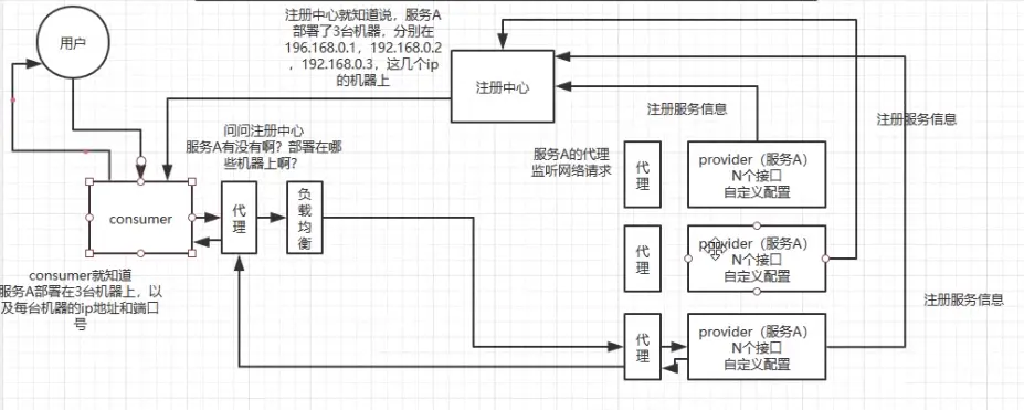 用户
注册中心就知道说，服务A
部署了3台机器，分别在
196.168.0.1，192.168.0.2
，192.168.0.3，这几个ip
的机器上
注册中心
注册服务信息
注册服务信息
问问注册中心
服务A有没有啊？部署在哪
些机器上啊？
服务A的代理
监听网络请求
代
理
provider（服务A）
N个接口
自定义配置
consumer
代
理
负
载
均
衡
代
理
provider（服务A）
N个接口
自定义配置
consumer就知道
服务A部署在3台机器上，以
及每台机器的ip地址和端口
号
注册服务信息
代
理
provider（服务A）
N个接口
自定义配置